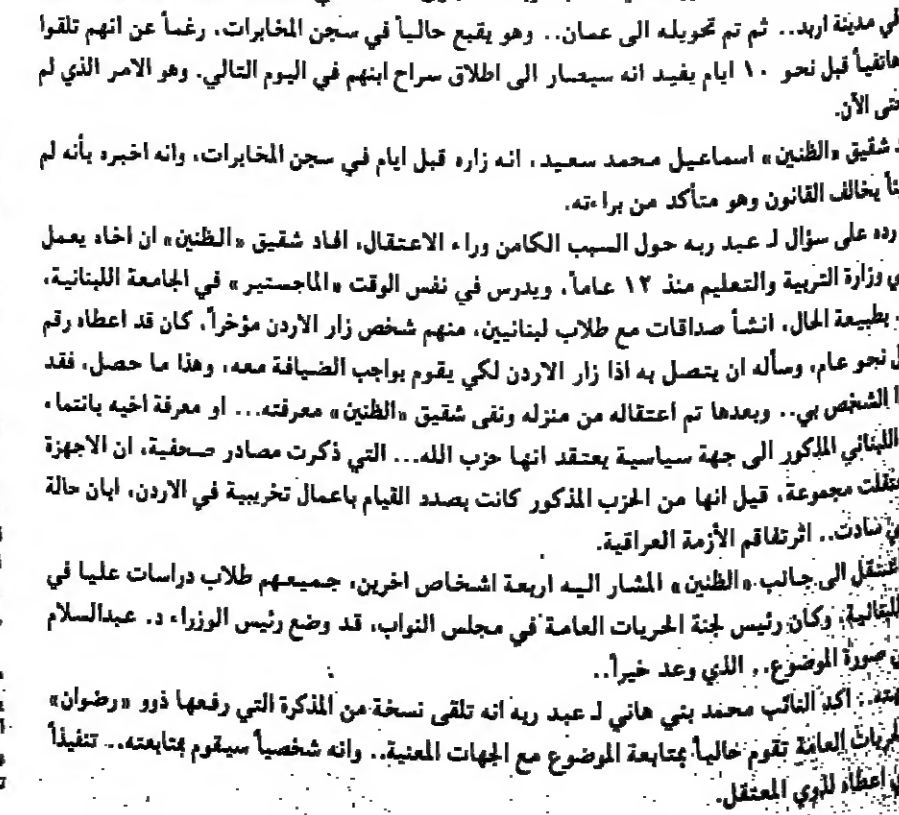 في مدينة اربد.. ثم تم تحويله الى عمان.. وهو يقبع حالياً في سجن المخابرات، رغماً عن انهم تلقوا
هاتفياً قبل نحو ١٠ ايام يفيد انه سيصار الى اطلاق سراح ابنهم في اليوم التالي. وهو الامر الذي لم
حتى الآن.
شقيق «الظنين» اسماعيل محمد سعيد، انه زاره قبل ايام في سجن المخابرات، وانه اخبره بأنه لم
يخالف القانون وهو متأكد من براءته.
رده على سؤال لـ عبد ربه حول السبب الكامن وراء الاعتقال، افاد شقيق «الظنين» ان اخاه يعمل
وزارة التربية والتعليم منذ ١٢ عاماً، ويدرس في نفس الوقت «الماجستير» في الجامعة اللبنانية،
بطبيعة الحال، انشأ صداقات مع طلاب لبنانيين، منهم شخص زار الاردن مؤخراً، كان قد اعطاه رقم
نحو عام، وسأله ان يتصل به اذا زار الاردن لكي يقوم بواجب الضيافة معه، وهذا ما حصل، فقد
الشخص بي.. وبعدها تم اعتقاله من منزله ونفى شقيق «الظنين» معرفته... او معرفة اخيه بانتماء
اللبناني المذكور الى جهة سياسية يعتقد انها حزب الله... التي ذكرت مصادر صحفية، ان الاجهزة
مجموعة، قيل انها من الحزب المذكور كانت بصدد القيام باعمال تخريبية في الاردن، ابان حالة
سادت.. اثرتفاقم الأزمة العراقية.
الى جالب «الظنين» المشار اليه اربعة اشخاص اخرين، جميعهم طلاب دراسات عليا في
وكان رئيس لجنة الحريات العامة في مجلس النواب، قد وضع رئيس الوزراء د. عبدالسلام
صورة الموضوع.. الذي وعد خيراً..
اكد النائب محمد بني هاني لـ عبد ربه انه تلقى نسخة من المذكرة التي رفعها ذوو «رضوان»
العامة تقوم حالياً بمتابعة الموضوع مع الجهات المعنية.. وانه شخصياً سيقوم بمتابعته.. تنفيذاً
اعطاه لذوي المعتقل.